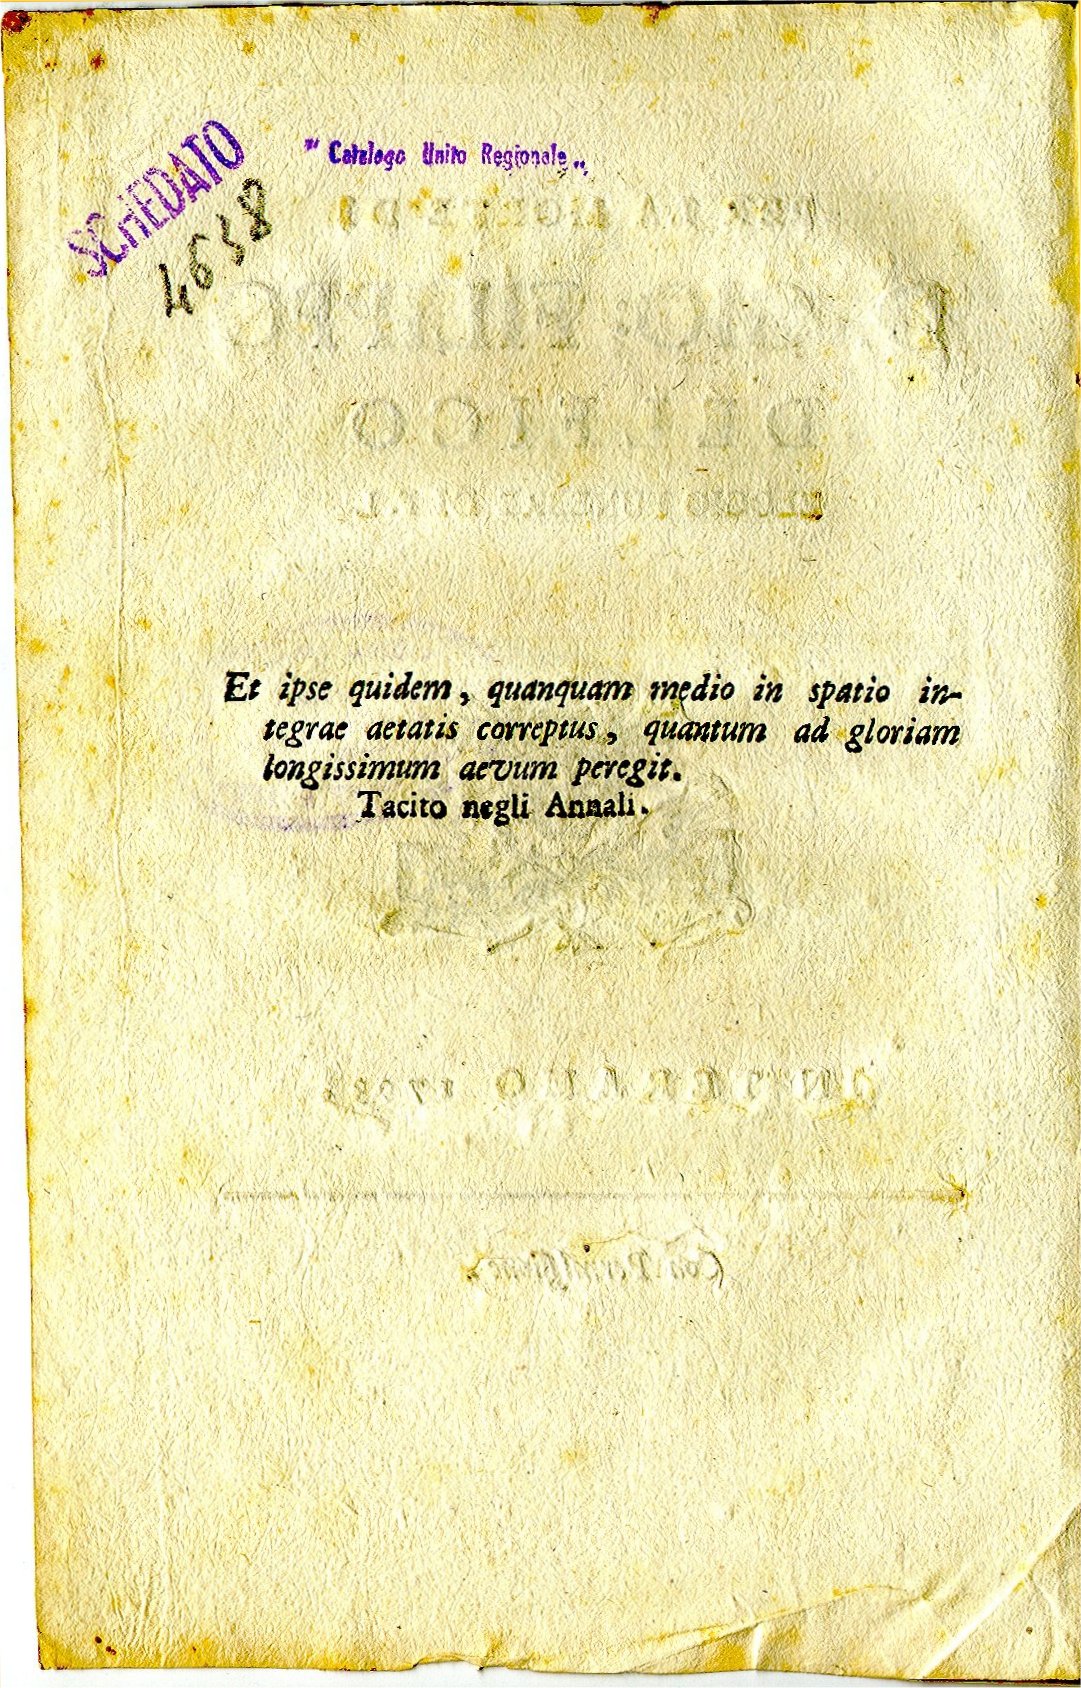 SCHEDATO
4638
"Catalogo Unito Regionale"
Et ipse quidem, quanquam medio in spatio in-
tegrae aetatis correptus, quantum ad gloriam
longissimum aevum peregit.
Tacito negli Annali.